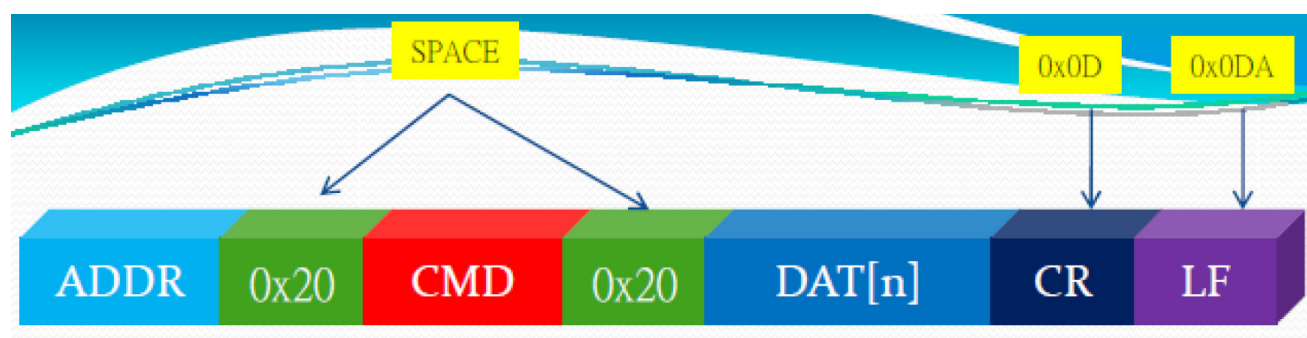 SPACE
0x0D
0x0DA
ADDR
0x20
CMD
0x20
DAT[n]
CR
LF